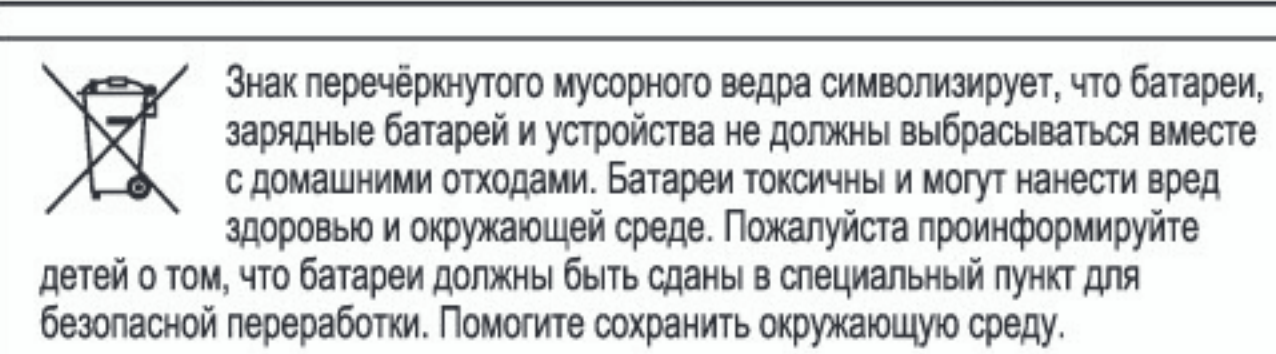 Знак перечёркнутого мусорного ведра символизирует, что батареи,
зарядные батарей и устройства не должны выбрасываться вместе
с домашними отходами. Батареи токсичны и могут нанести вред
здоровью и окружающей среде. Пожалуйста проинформируйте
детей о том, что батареи должны быть сданы в специальный пункт для
безопасной переработки. Помогите сохранить окружающую среду.